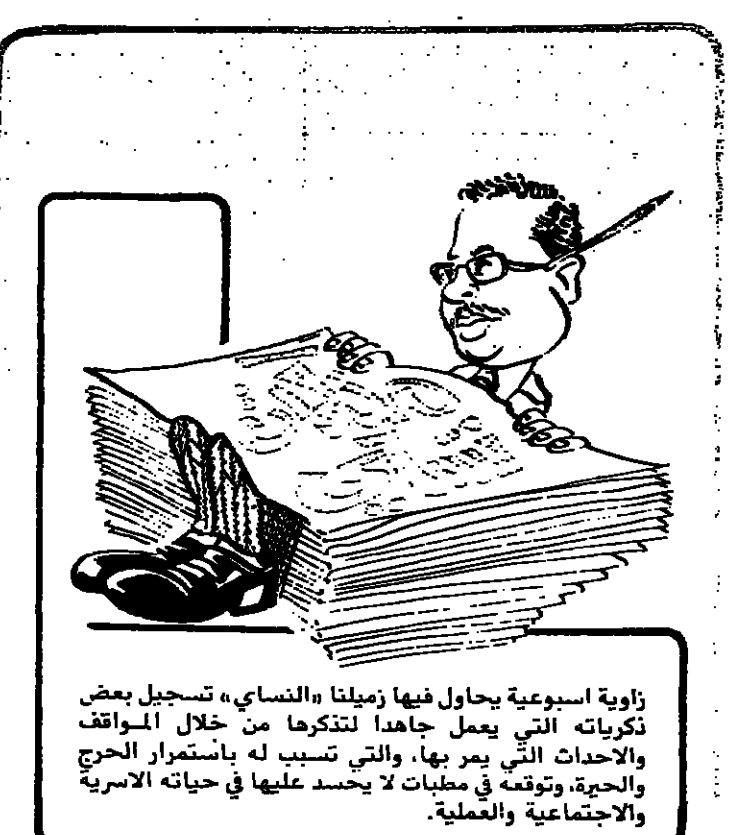 زاوية اسبوعية يحاول فيها زميلنا «النساي» تسجيل بعض
ذكرياته التي يعمل جاهدا لتذكرها من خلال المـواقف
والاحداث التي يمر بها، والتي تسبب له باستمرار الحرج
والحيرة، وتوقعه في مطبات لا يحسد عليها في حياته الاسرية
والاجتماعية والعملية.